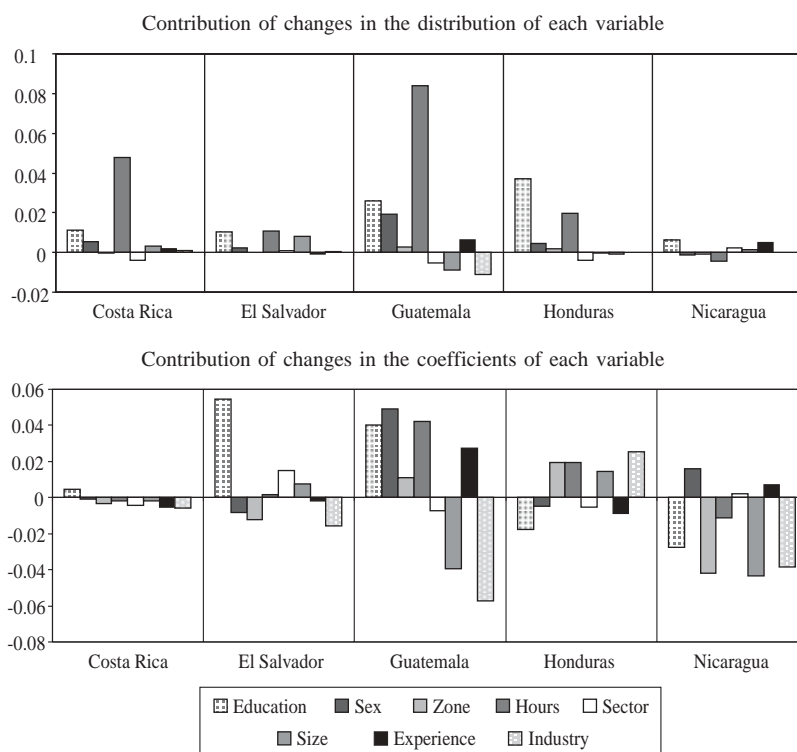 Contribution of changes in the distribution of each variable
0.1
0.08
0.06
0.04
0.02
0
-0.02
Costa Rica El Salvador Guatemala Honduras Nicaragua
Contribution of changes in the coefficients of each variable
0.06
0.04
0.02
0
-0.02
-0.04
-0.06
-0.08
Costa Rica El Salvador Guatemala Honduras Nicaragua
Education Sex Zone Hours Sector
Size Experience Industry